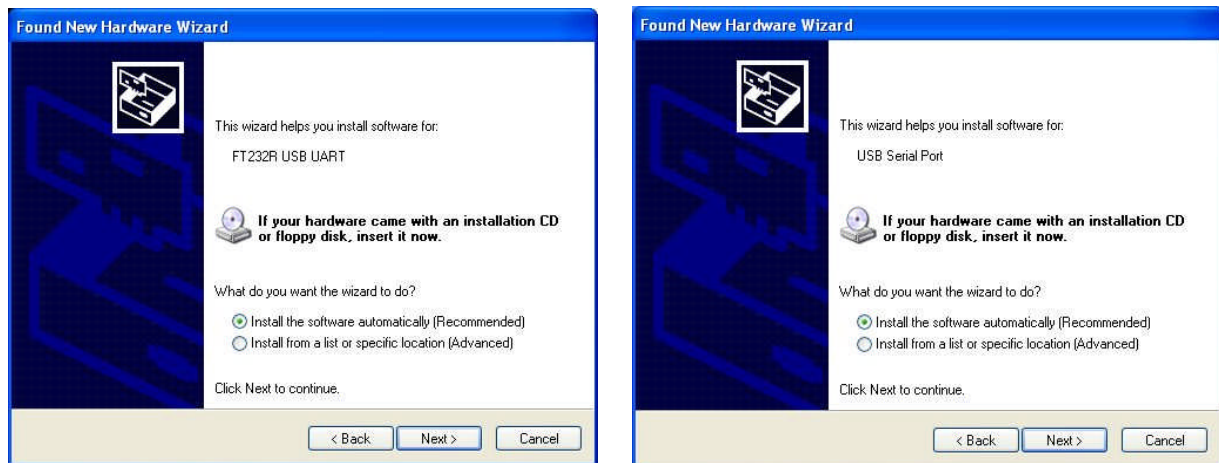 Found New Hardware Wizard
This wizard helps you install software for:
FT232R USB UART
If your hardware came with an installation CD
or floppy disk, insert it now.
What do you want the wizard to do?
Install the software automatically (Recommended)
Install from a list or specific location (Advanced)
Click Next to continue.
< Back
Next >
Cancel
Found New Hardware Wizard
This wizard helps you install software for:
USB Serial Port
If your hardware came with an installation CD
or floppy disk, insert it now.
What do you want the wizard to do?
Install the software automatically (Recommended)
Install from a list or specific location (Advanced)
Click Next to continue.
< Back
Next >
Cancel